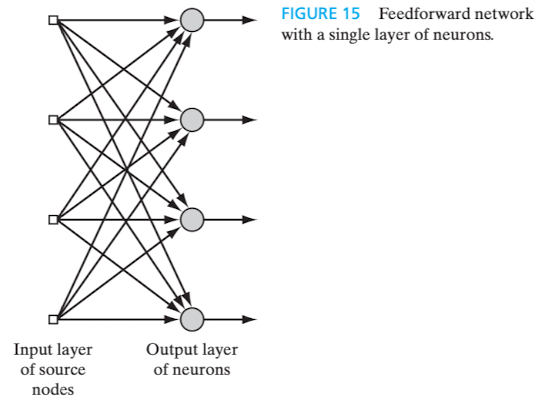 FIGURE 15 Feedforward network
with a single layer of neurons.
Input layer
of source
nodes
Output layer
of neurons